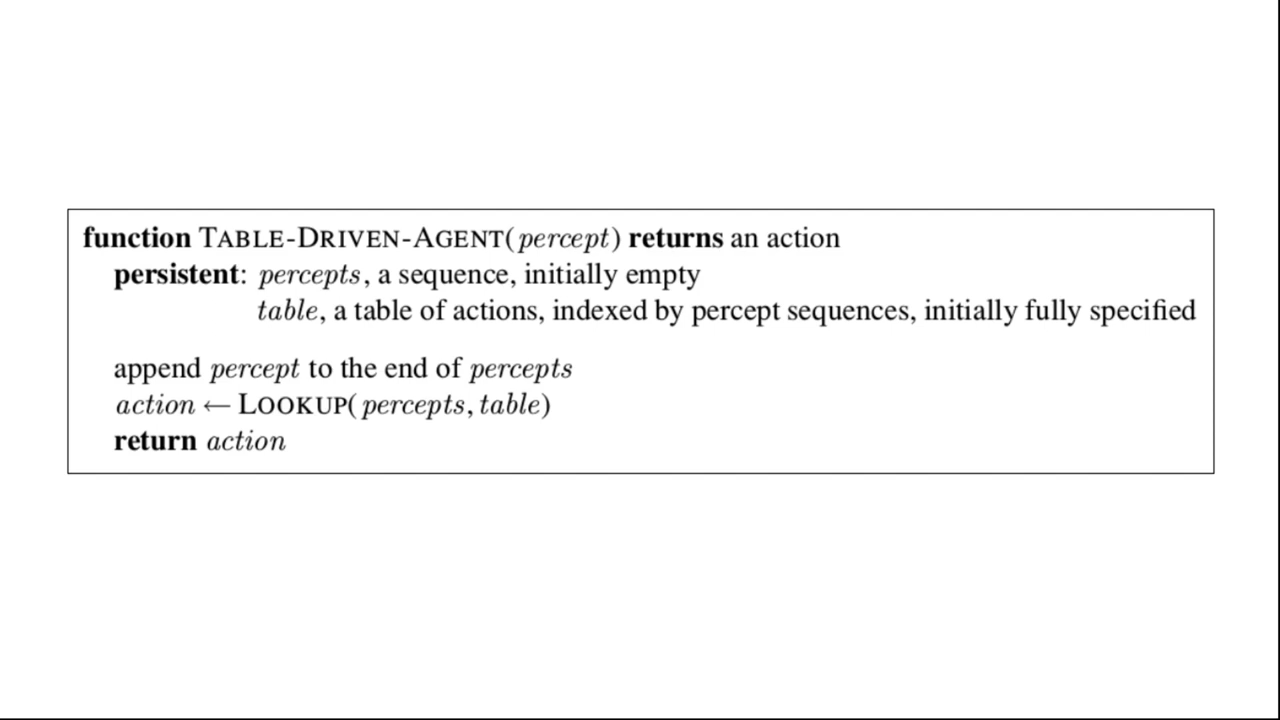 function TABLE-DRIVEN-AGENT(percept) returns an action
persistent: percepts, a sequence, initially empty
table, a table of actions, indexed by percept sequences, initially fully specified
append percept to the end of percepts
action ← LOOKUP(percepts, table)
return action